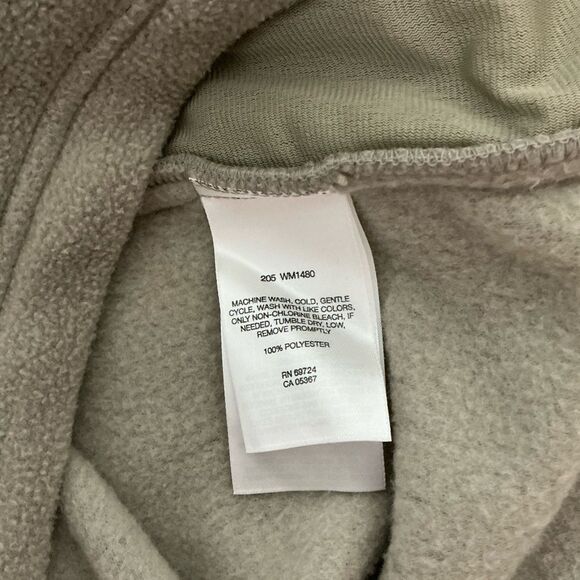 205 WM1480
MACHINE WASH, COLD, GENTLE
CYCLE, WASH WITH LIKE COLORS,
ONLY NON-CHLORINE BLEACH, IF
NEEDED, TUMBLE DRY, LOW,
REMOVE PROMPTLY
100% POLYESTER
RN 69724
CA 05367